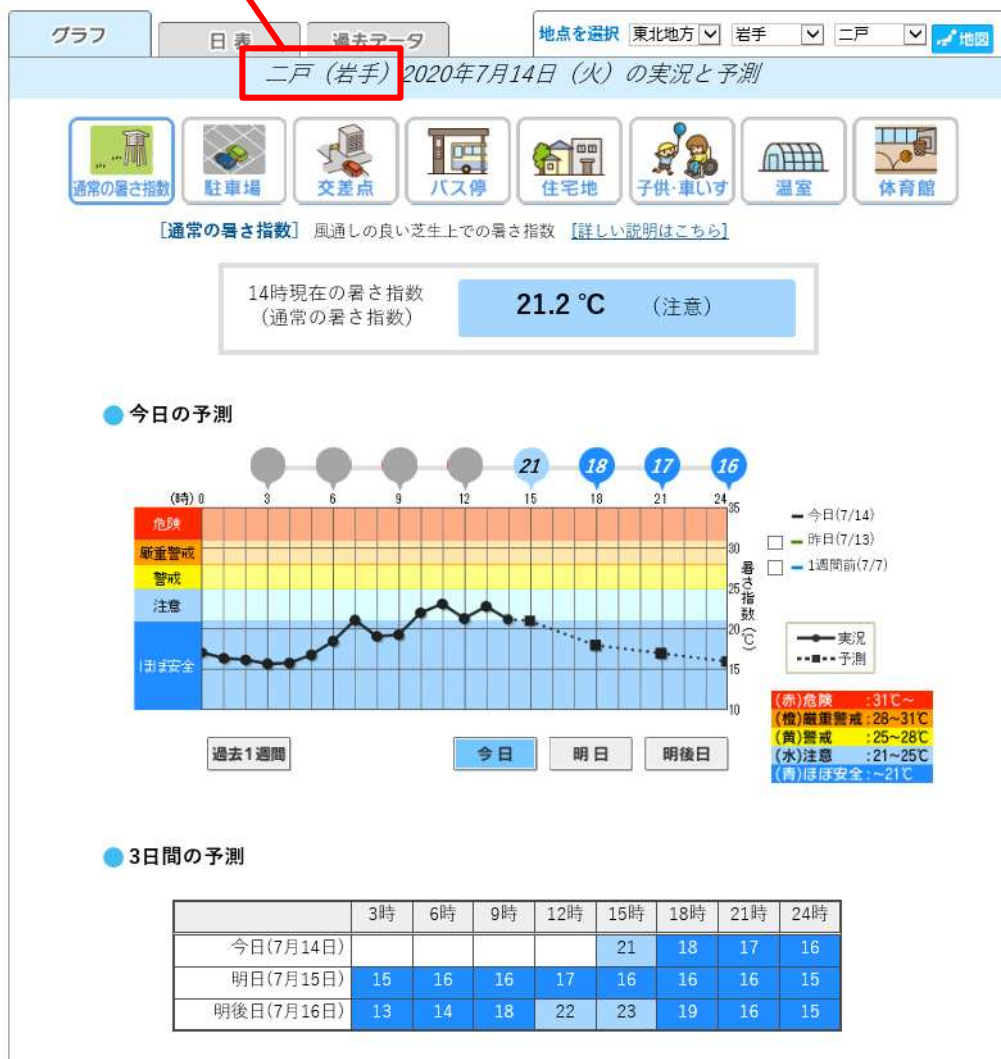 グラフ 日 表 過去データ 地点を選択 東北地方 岩手 二戸 地図
二戸（岩手）2020年7月14日（火）の実況と予測
通常の暑さ指数 駐車場 交差点 バス停 住宅地 子供・車いす 温室 体育館
［通常の暑さ指数］ 風通しの良い芝生上での暑さ指数 ［詳しい説明はこちら］
14時現在の暑さ指数
（通常の暑さ指数）
21.2 °C （注意）
今日の予測
21 18 17 16
(時) 0 3 6 9 12 15 18 21 24
危険
厳重警戒
警戒
注意
ほぼ安全
35
30
25
20
15
10
暑さ指数(℃)
今日(7/14)
昨日(7/13)
1週間前(7/7)
実況
予測
(赤)危険 :31℃～
(橙)厳重警戒:28～31℃
(黄)警戒 :25～28℃
(水)注意 :21～25℃
(青)ほぼ安全:～21℃
過去1週間 今日 明日 明後日
3日間の予測
3時 6時 9時 12時 15時 18時 21時 24時
今日(7月14日) 21 18 17 16
明日(7月15日) 15 16 16 17 16 16 16 15
明後日(7月16日) 13 14 18 22 23 19 16 15